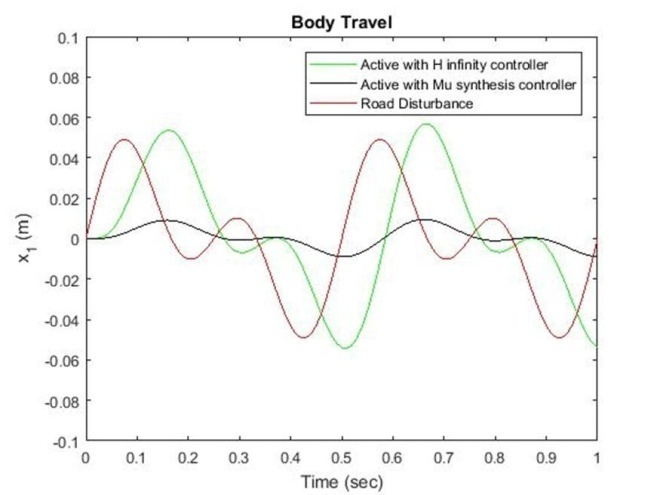 Body Travel
0.1
0.08
0.06
0.04
0.02
0
-0.02
-0.04
-0.06
-0.08
-0.1
x1 (m)
Active with H infinity controller
Active with Mu synthesis controller
Road Disturbance
0 0.1 0.2 0.3 0.4 0.5 0.6 0.7 0.8 0.9 1
Time (sec)